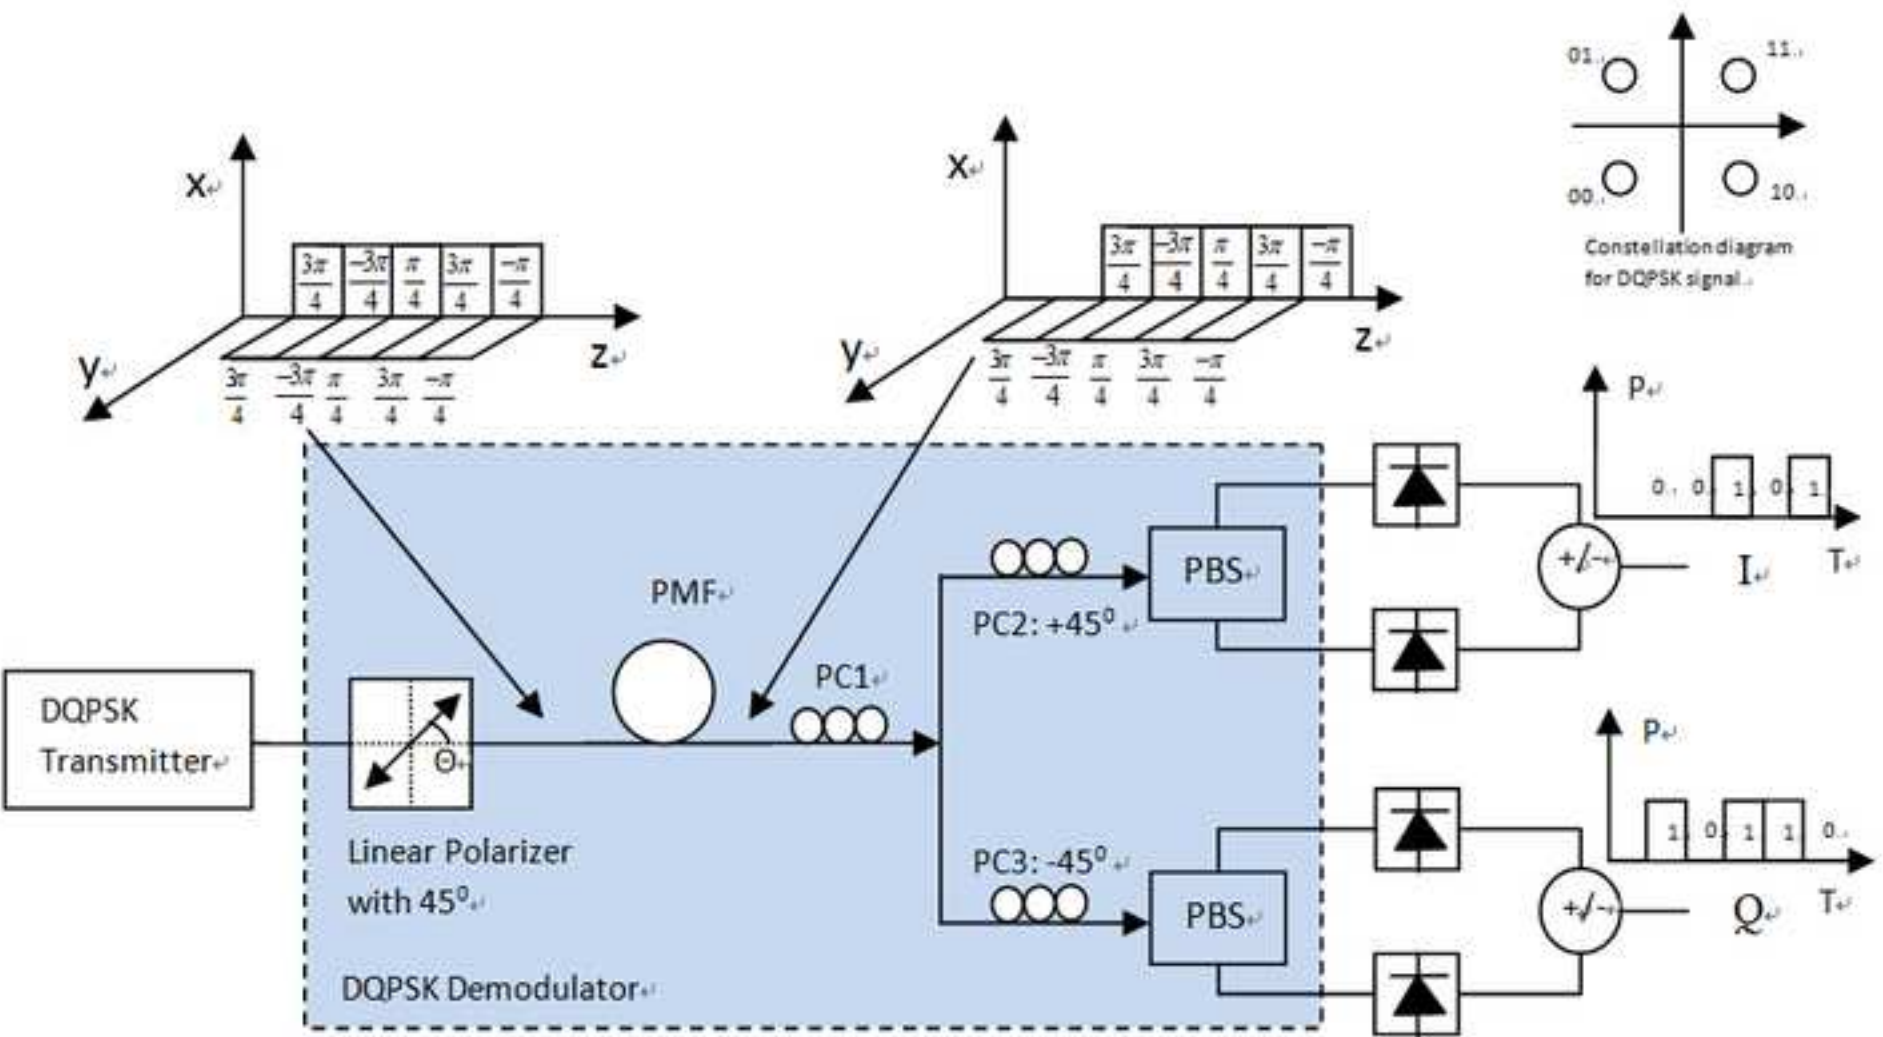 01
11
00
10
Constellation diagram
for DQPSK signal
x
y
z
3π/4 -3π/4 π/4 3π/4 -π/4
3π/4 -3π/4 π/4 3π/4 -π/4
x
y
z
3π/4 -3π/4 π/4 3π/4 -π/4
3π/4 -3π/4 π/4 3π/4 -π/4
P
0. 0. 1. 0. 1.
I
T
PMF
PC1
PC2: +45⁰
PBS
+/-
DQPSK
Transmitter
Θ
Linear Polarizer
with 45⁰
PC3: -45⁰
PBS
+/-
P
1. 0. 1. 1. 0.
Q
T
DQPSK Demodulator